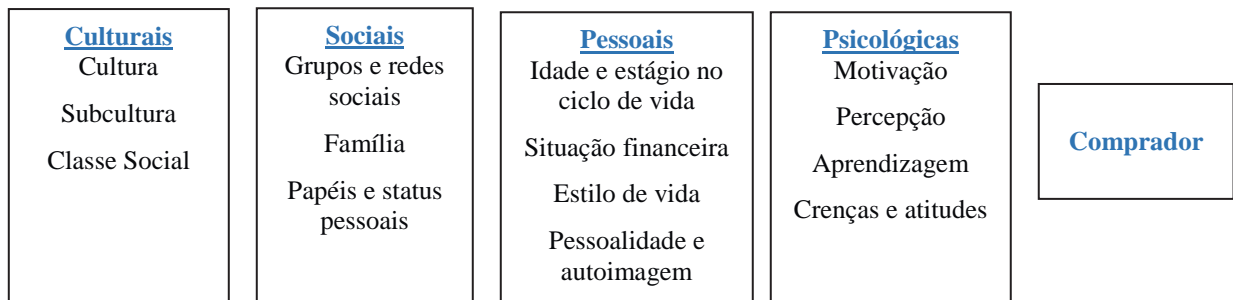 Culturais
Cultura
Subcultura
Classe Social
Sociais
Grupos e redes
sociais
Família
Papéis e status
pessoais
Pessoais
Idade e estágio no
ciclo de vida
Situação financeira
Estilo de vida
Pessoalidade e
autoimagem
Psicológicas
Motivação
Percepção
Aprendizagem
Crenças e atitudes
Comprador